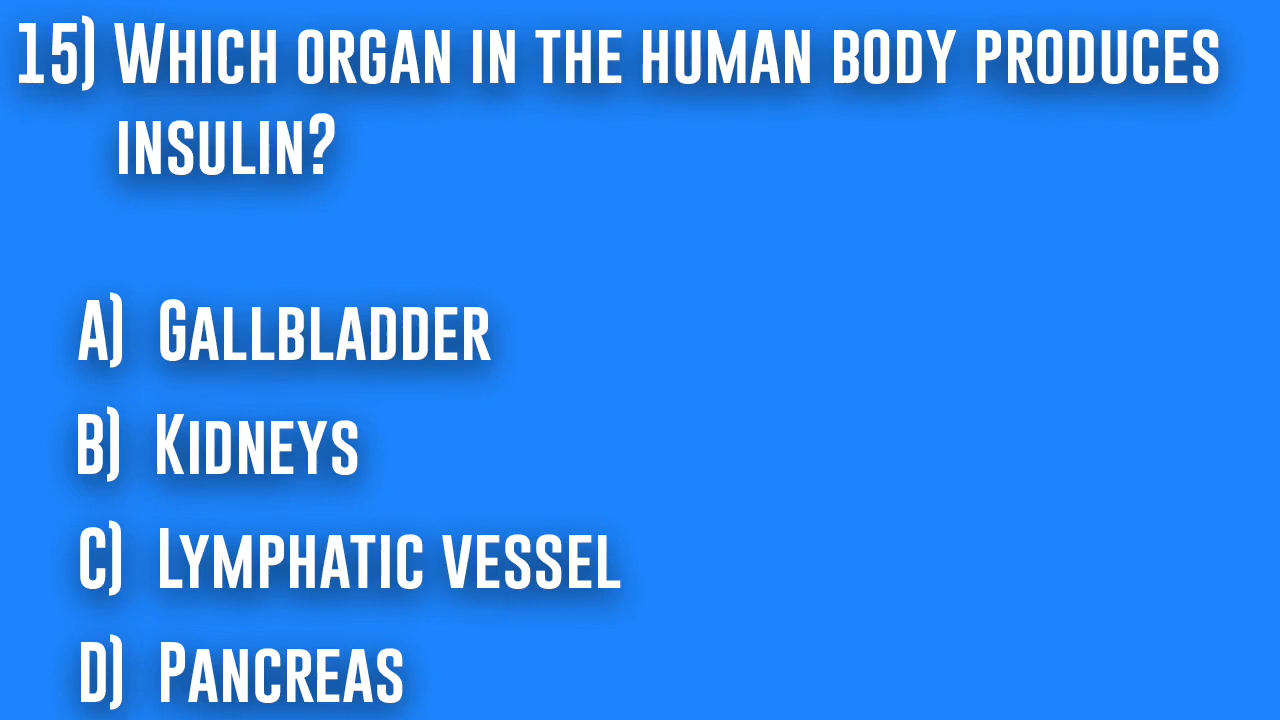 15) Which organ in the human body produces
insulin?
A) Gallbladder
B) Kidneys
C) Lymphatic vessel
D) Pancreas